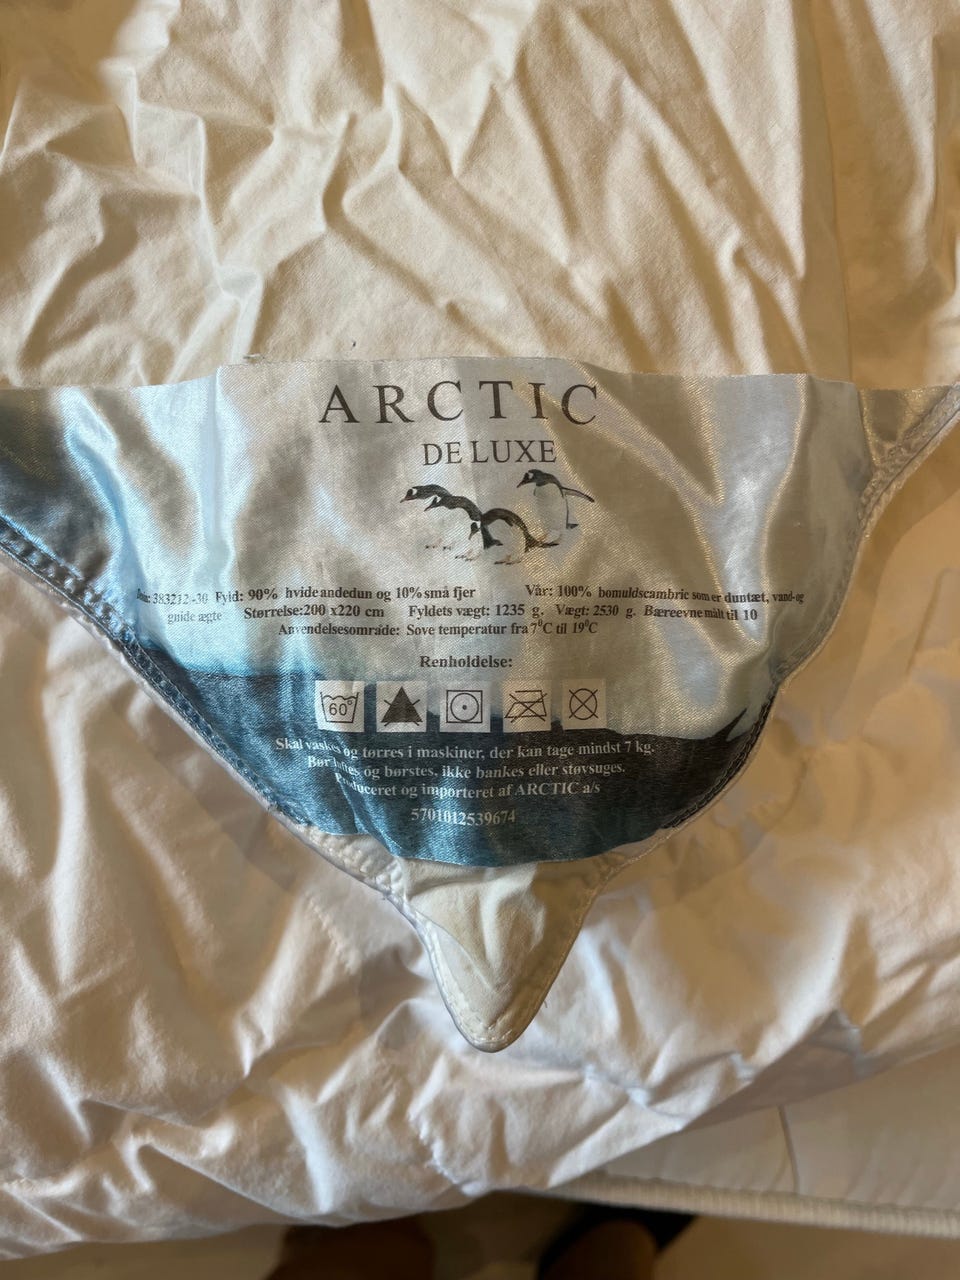 ARCTIC
DE LUXE
383212-30 Fyld: 90% hvide andedun og 10% små fjer Vår: 100% bomuldscambric som er duntæt, vand-og
ægte Størrelse:200 x220 cm Fyldets vægt: 1235 g. Vægt: 2530 g. Bæreevne målt til 10
Anvendelsesområde: Sove temperatur fra 7°C til 19°C
Renholdelse:
60°
Skal vaskes og tørres i maskiner, der kan tage mindst 7 kg.
Bør luftes og børstes, ikke bankes eller støvsuges.
Produceret og importeret af ARCTIC a/s
5701012539674